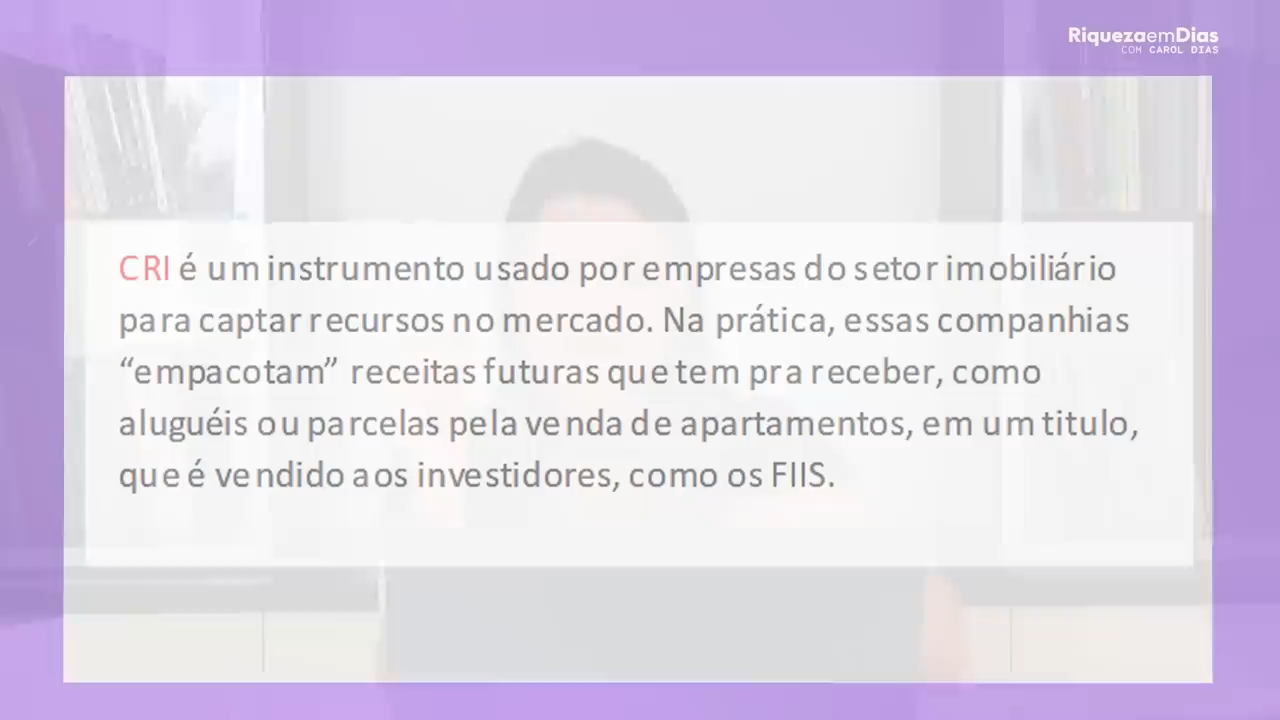 RiquezaemDias
COM CAROL DIAS
CRI é um instrumento usado por empresas do setor imobiliário
para captar recursos no mercado. Na prática, essas companhias
“empacotam” receitas futuras que tem pra receber, como
aluguéis ou parcelas pela venda de apartamentos, em um titulo,
que é vendido aos investidores, como os FIIS.